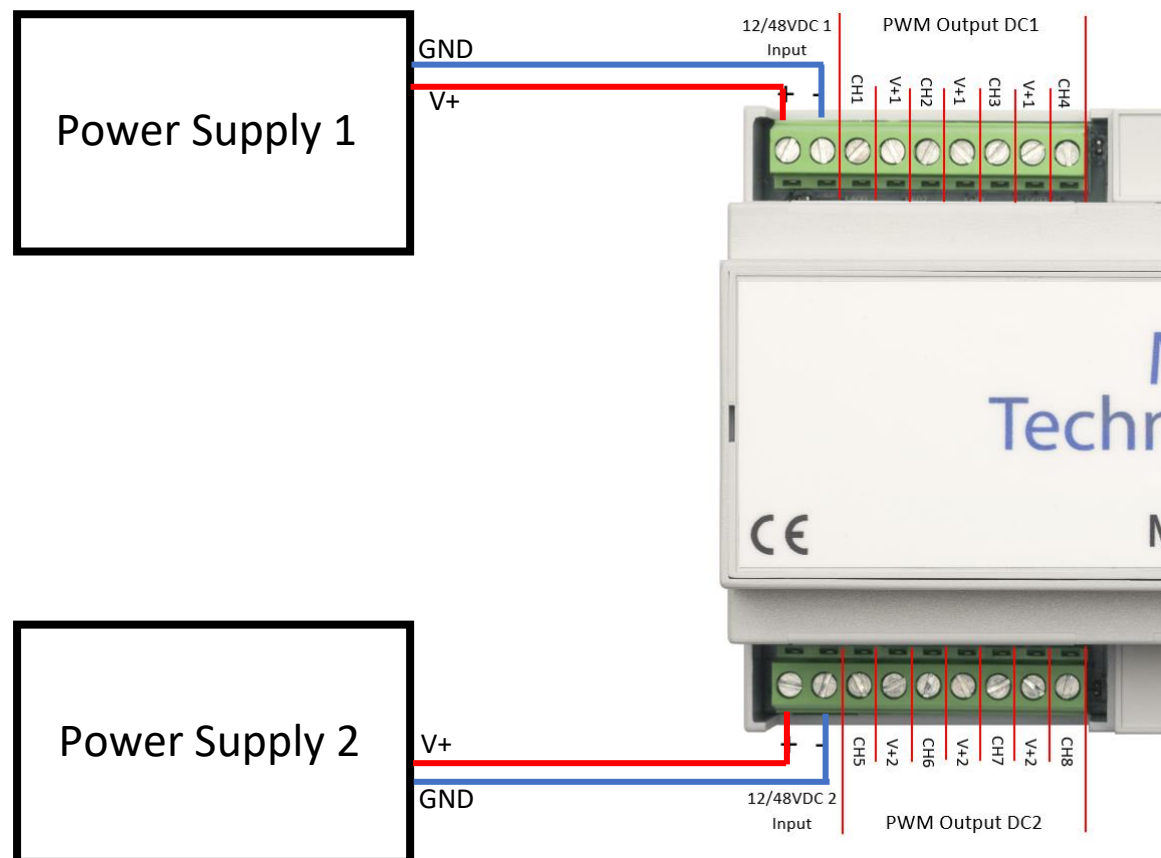 Power Supply 1
GND
V+
12/48VDC 1
Input
+ -
PWM Output DC1
CH1
V+1
CH2
V+1
CH3
V+1
CH4
Techn
CE
Power Supply 2
V+
GND
+ -
12/48VDC 2
Input
CH5
V+2
CH6
V+2
CH7
V+2
CH8
PWM Output DC2